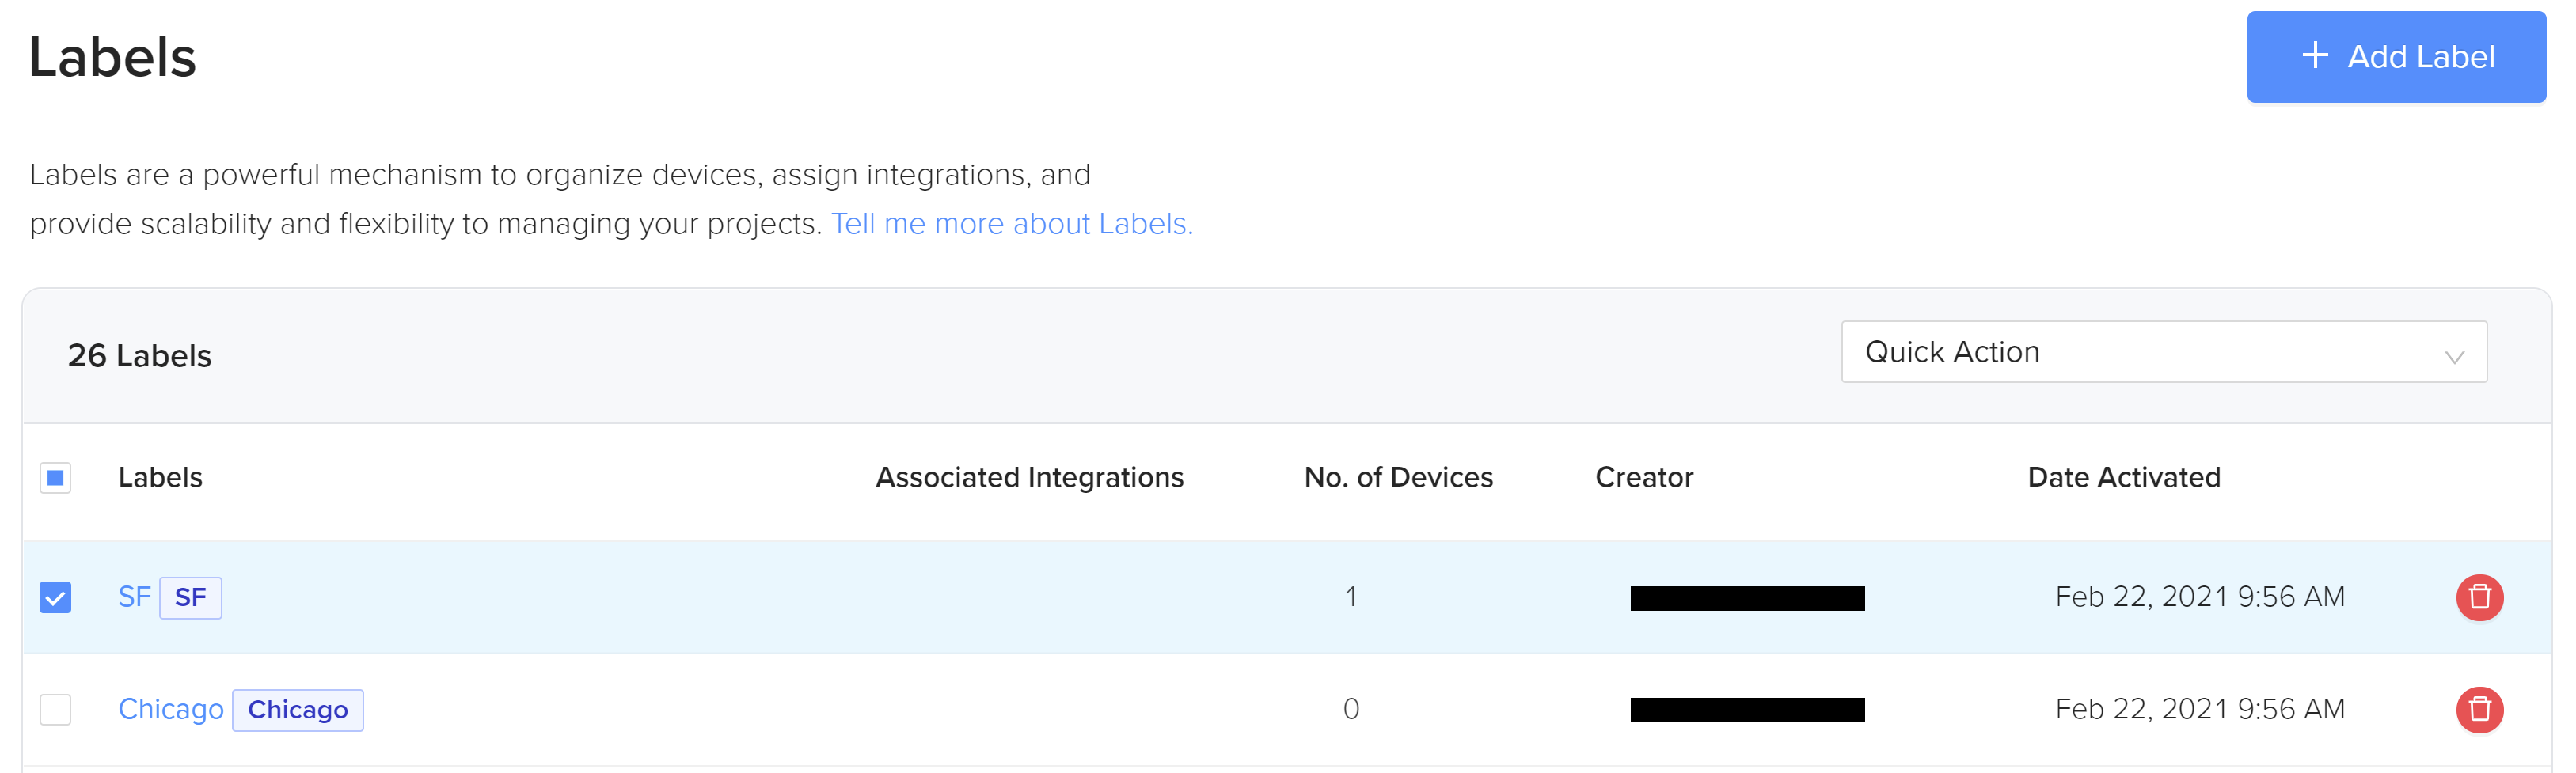 Labels
+ Add Label
Labels are a powerful mechanism to organize devices, assign integrations, and
provide scalability and flexibility to managing your projects. Tell me more about Labels.
26 Labels
Quick Action
Labels Associated Integrations No. of Devices Creator Date Activated
SF SF 1 Feb 22, 2021 9:56 AM
Chicago Chicago 0 Feb 22, 2021 9:56 AM